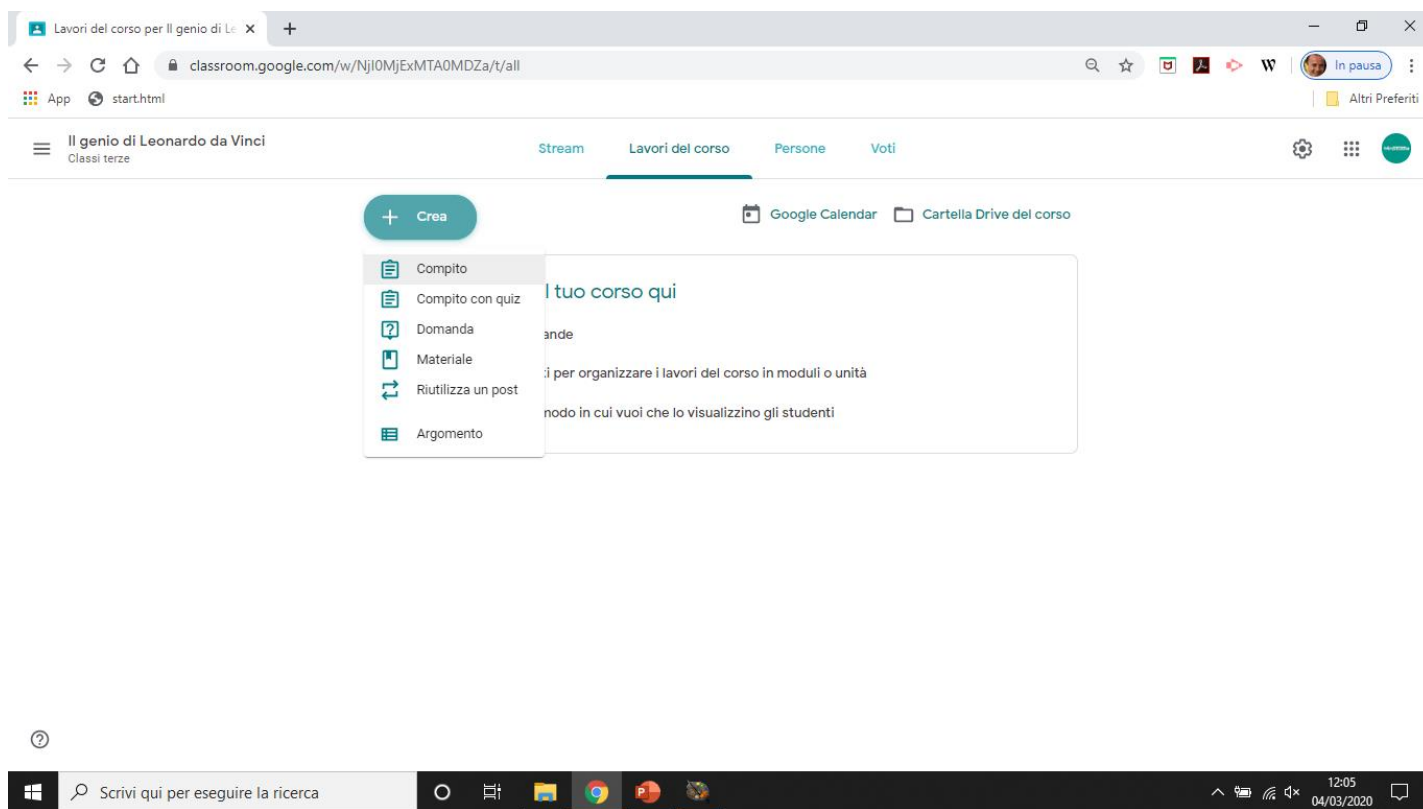 Lavori del corso per Il genio di Le
classroom.google.com/w/NjI0MjExMTA0MDZa/t/all
In pausa
App start.html Altri Preferiti
Il genio di Leonardo da Vinci
Classi terze
Stream Lavori del corso Persone Voti
Crea
Google Calendar Cartella Drive del corso
Compito
Compito con quiz
l tuo corso qui
Domanda
ande
Materiale
i per organizzare i lavori del corso in moduli o unità
Riutilizza un post
modo in cui vuoi che lo visualizzino gli studenti
Argomento
Scrivi qui per eseguire la ricerca
12:05
04/03/2020